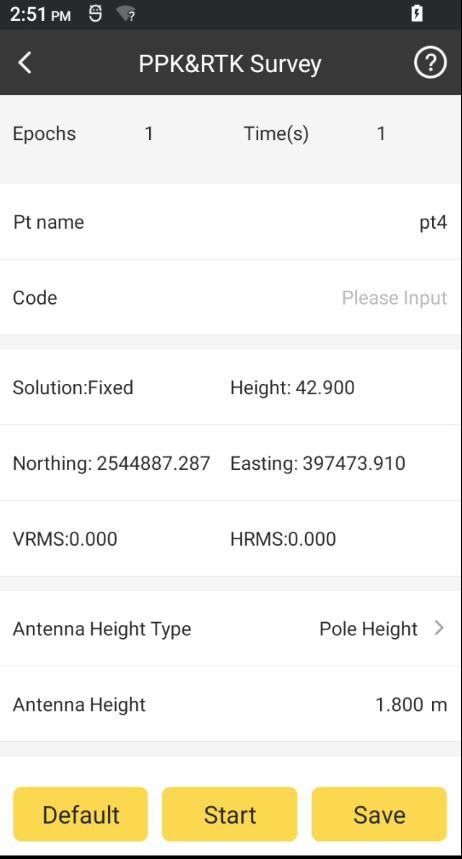 2:51 PM ?
PPK&RTK Survey ?
Epochs 1 Time(s) 1
Pt name pt4
Code Please Input
Solution:Fixed Height: 42.900
Northing: 2544887.287 Easting: 397473.910
VRMS:0.000 HRMS:0.000
Antenna Height Type Pole Height
Antenna Height 1.800 m
Default Start Save